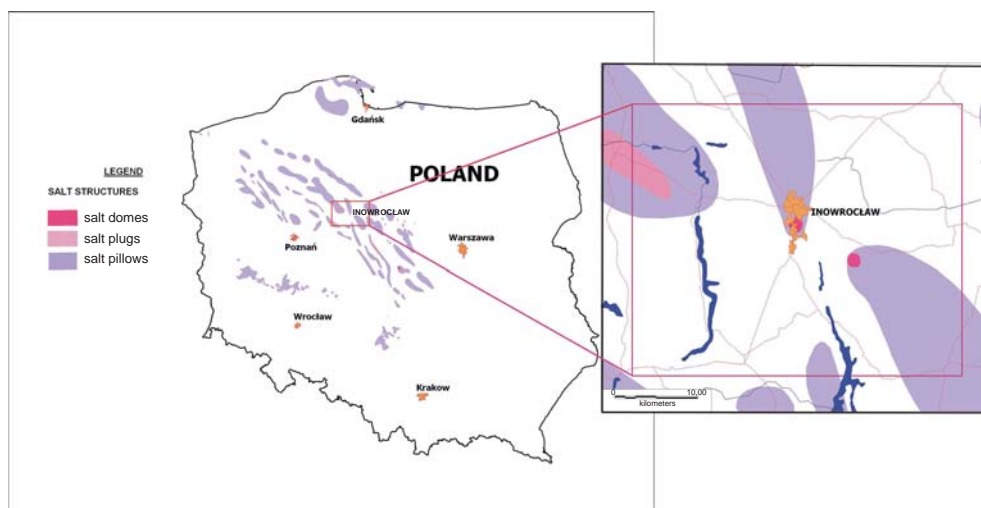 Gdańsk
POLAND
LEGEND
SALT STRUCTURES
salt domes
salt plugs
salt pillows
INOWROCŁAW
Poznań
Warszawa
Wrocław
Krakow
INOWROCŁAW
0 10,00
kilometers